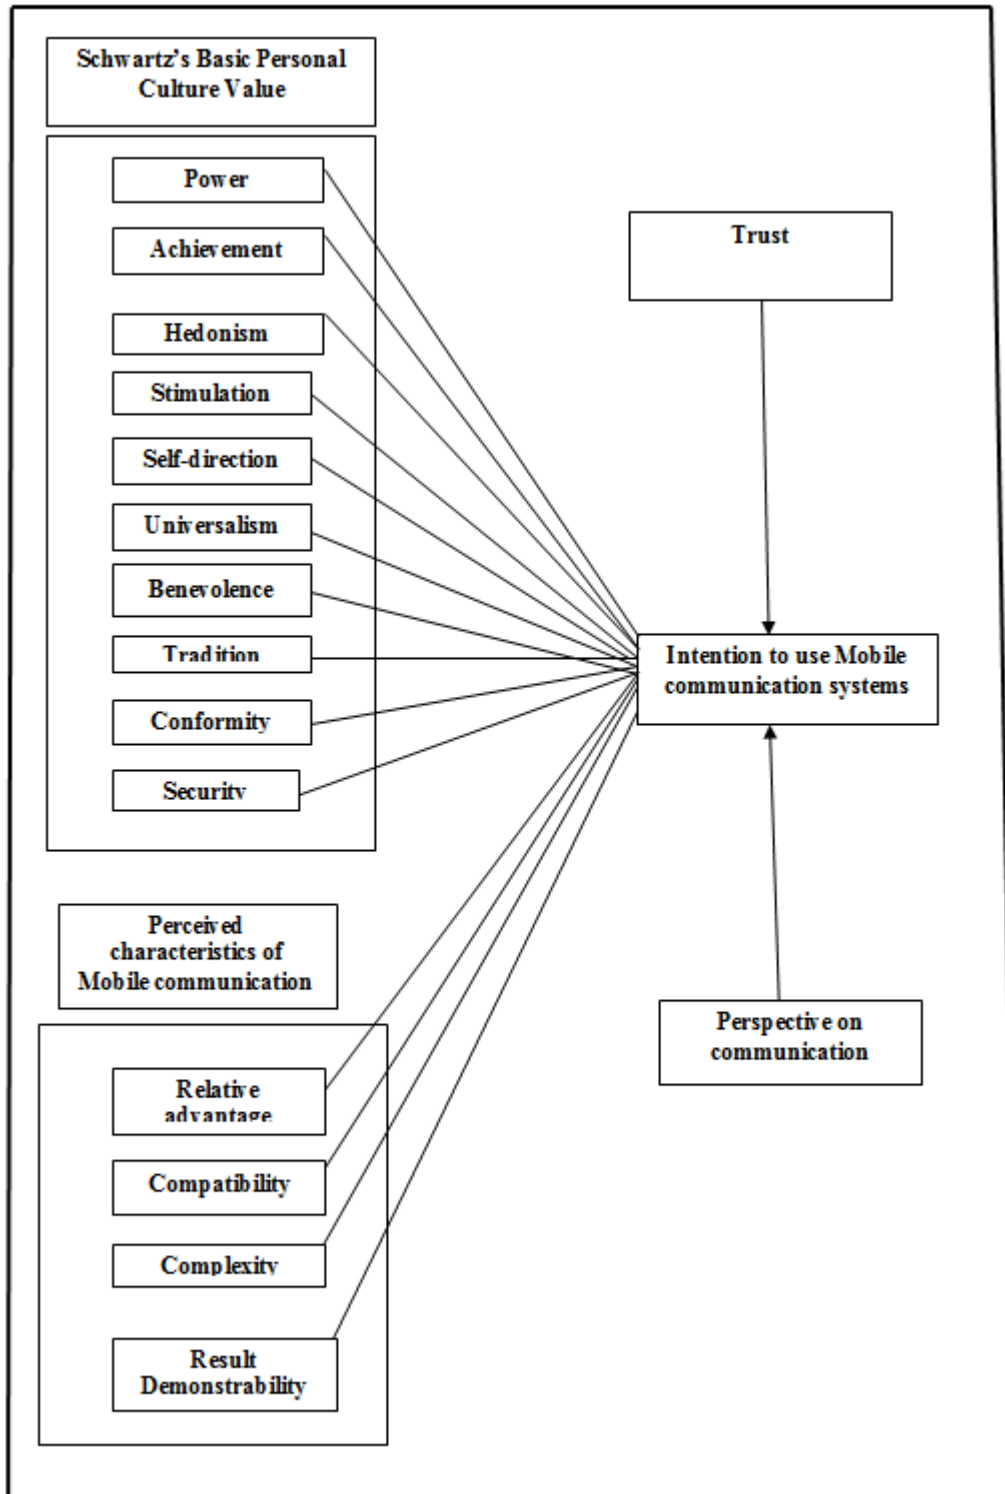 Schwartz's Basic Personal
Culture Value
Power
Achievement
Hedonism
Stimulation
Self-direction
Universalism
Benevolence
Tradition
Conformity
Security
Perceived
characteristics of
Mobile communication
Relative
advantage
Compatibility
Complexity
Result
Demonstrability
Trust
Intention to use Mobile
communication systems
Perspective on
communication